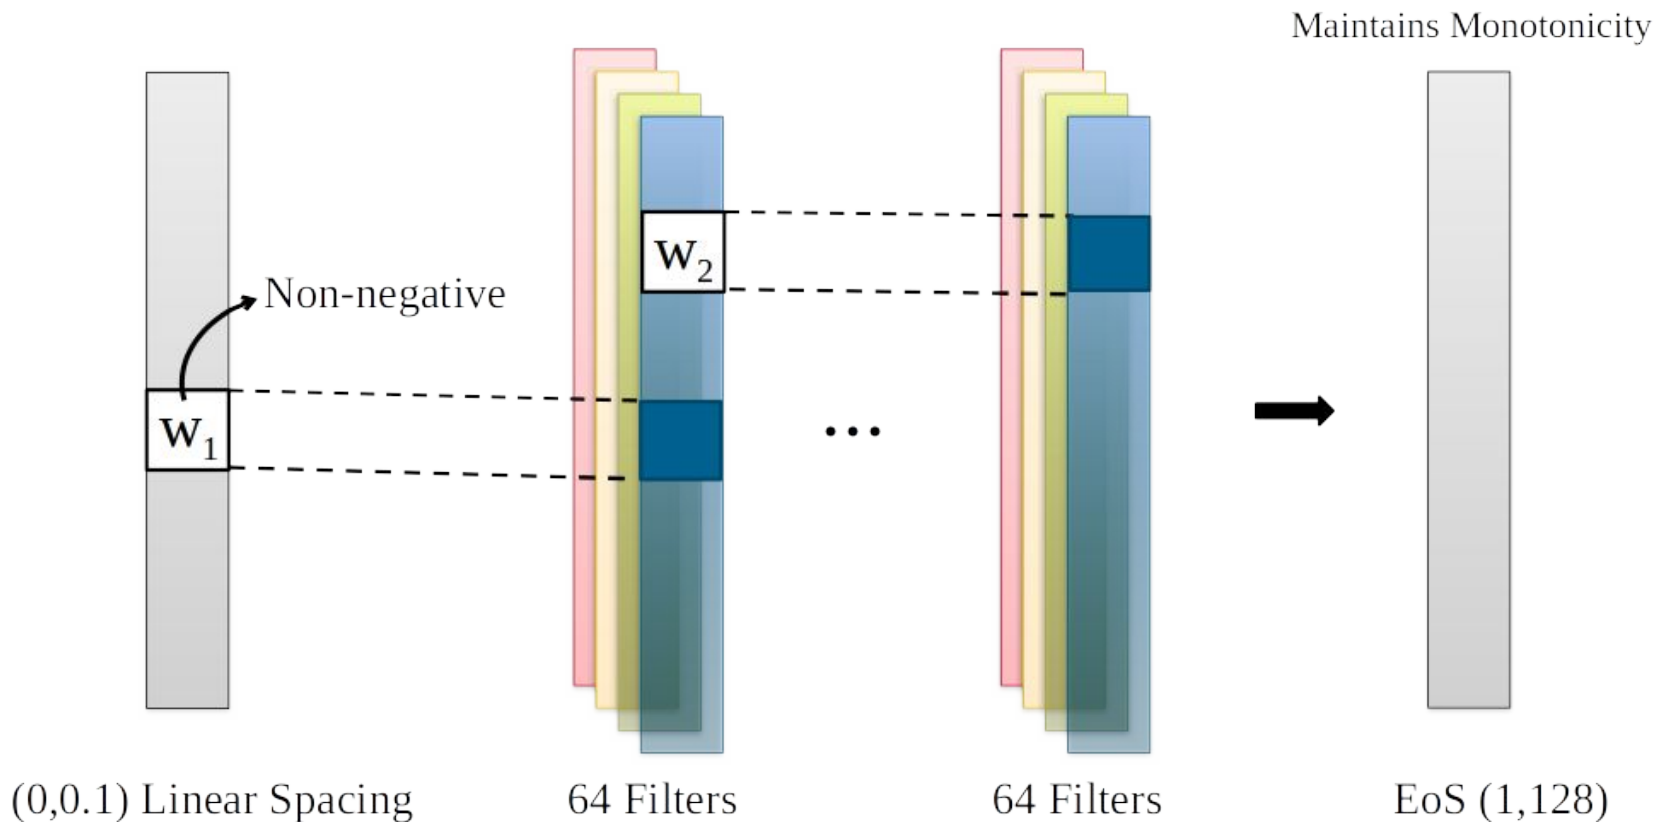 Maintains Monotonicity
Non-negative
w2
w1
...
(0,0.1) Linear Spacing
64 Filters
64 Filters
EoS (1,128)